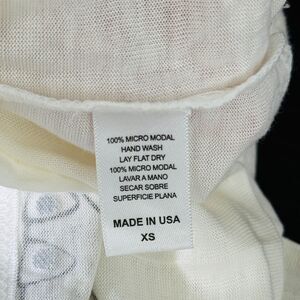 100% MICRO MODAL
HAND WASH
LAY FLAT DRY
100% MICRO MODAL
LAVAR A MANO
SECAR SOBRE
SUPERFICIE PLANA
MADE IN USA
XS